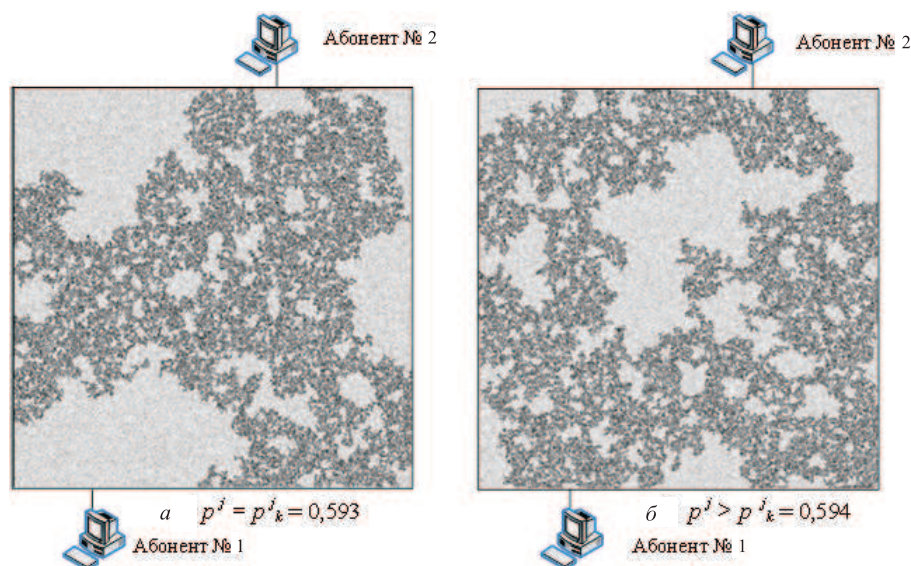 Абонент № 2
Абонент № 2
а p^j = p^j_k = 0,593
б p^j > p^j_k = 0,594
Абонент № 1
Абонент № 1